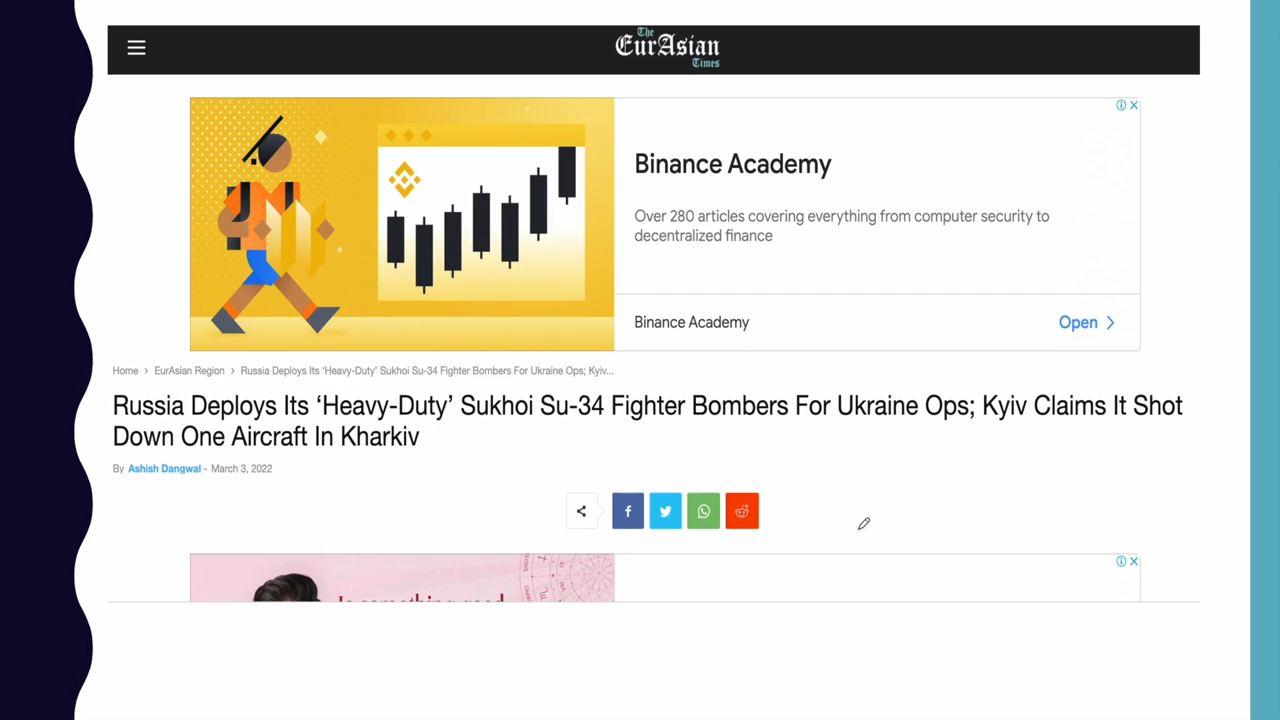 The
EurAsian
Times
Binance Academy
Over 280 articles covering everything from computer security to
decentralized finance
Binance Academy
Open
Home › EurAsian Region › Russia Deploys Its ‘Heavy-Duty’ Sukhoi Su-34 Fighter Bombers For Ukraine Ops; Kyiv...
Russia Deploys Its ‘Heavy-Duty’ Sukhoi Su-34 Fighter Bombers For Ukraine Ops; Kyiv Claims It Shot
Down One Aircraft In Kharkiv
By Ashish Dangwal - March 3, 2022
Is something good